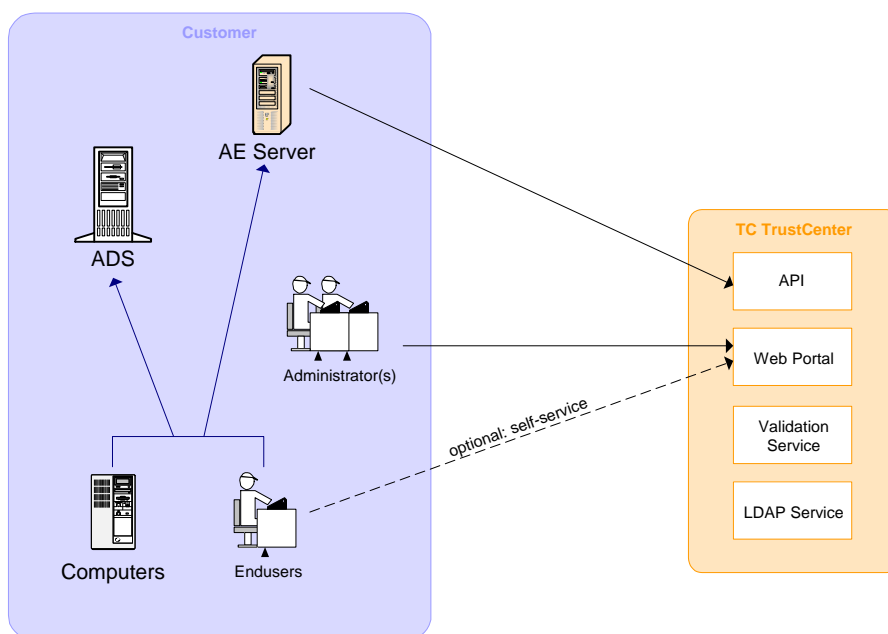 Customer
AE Server
ADS
Administrator(s)
Computers
Endusers
optional: self-service
TC TrustCenter
API
Web Portal
Validation
Service
LDAP Service